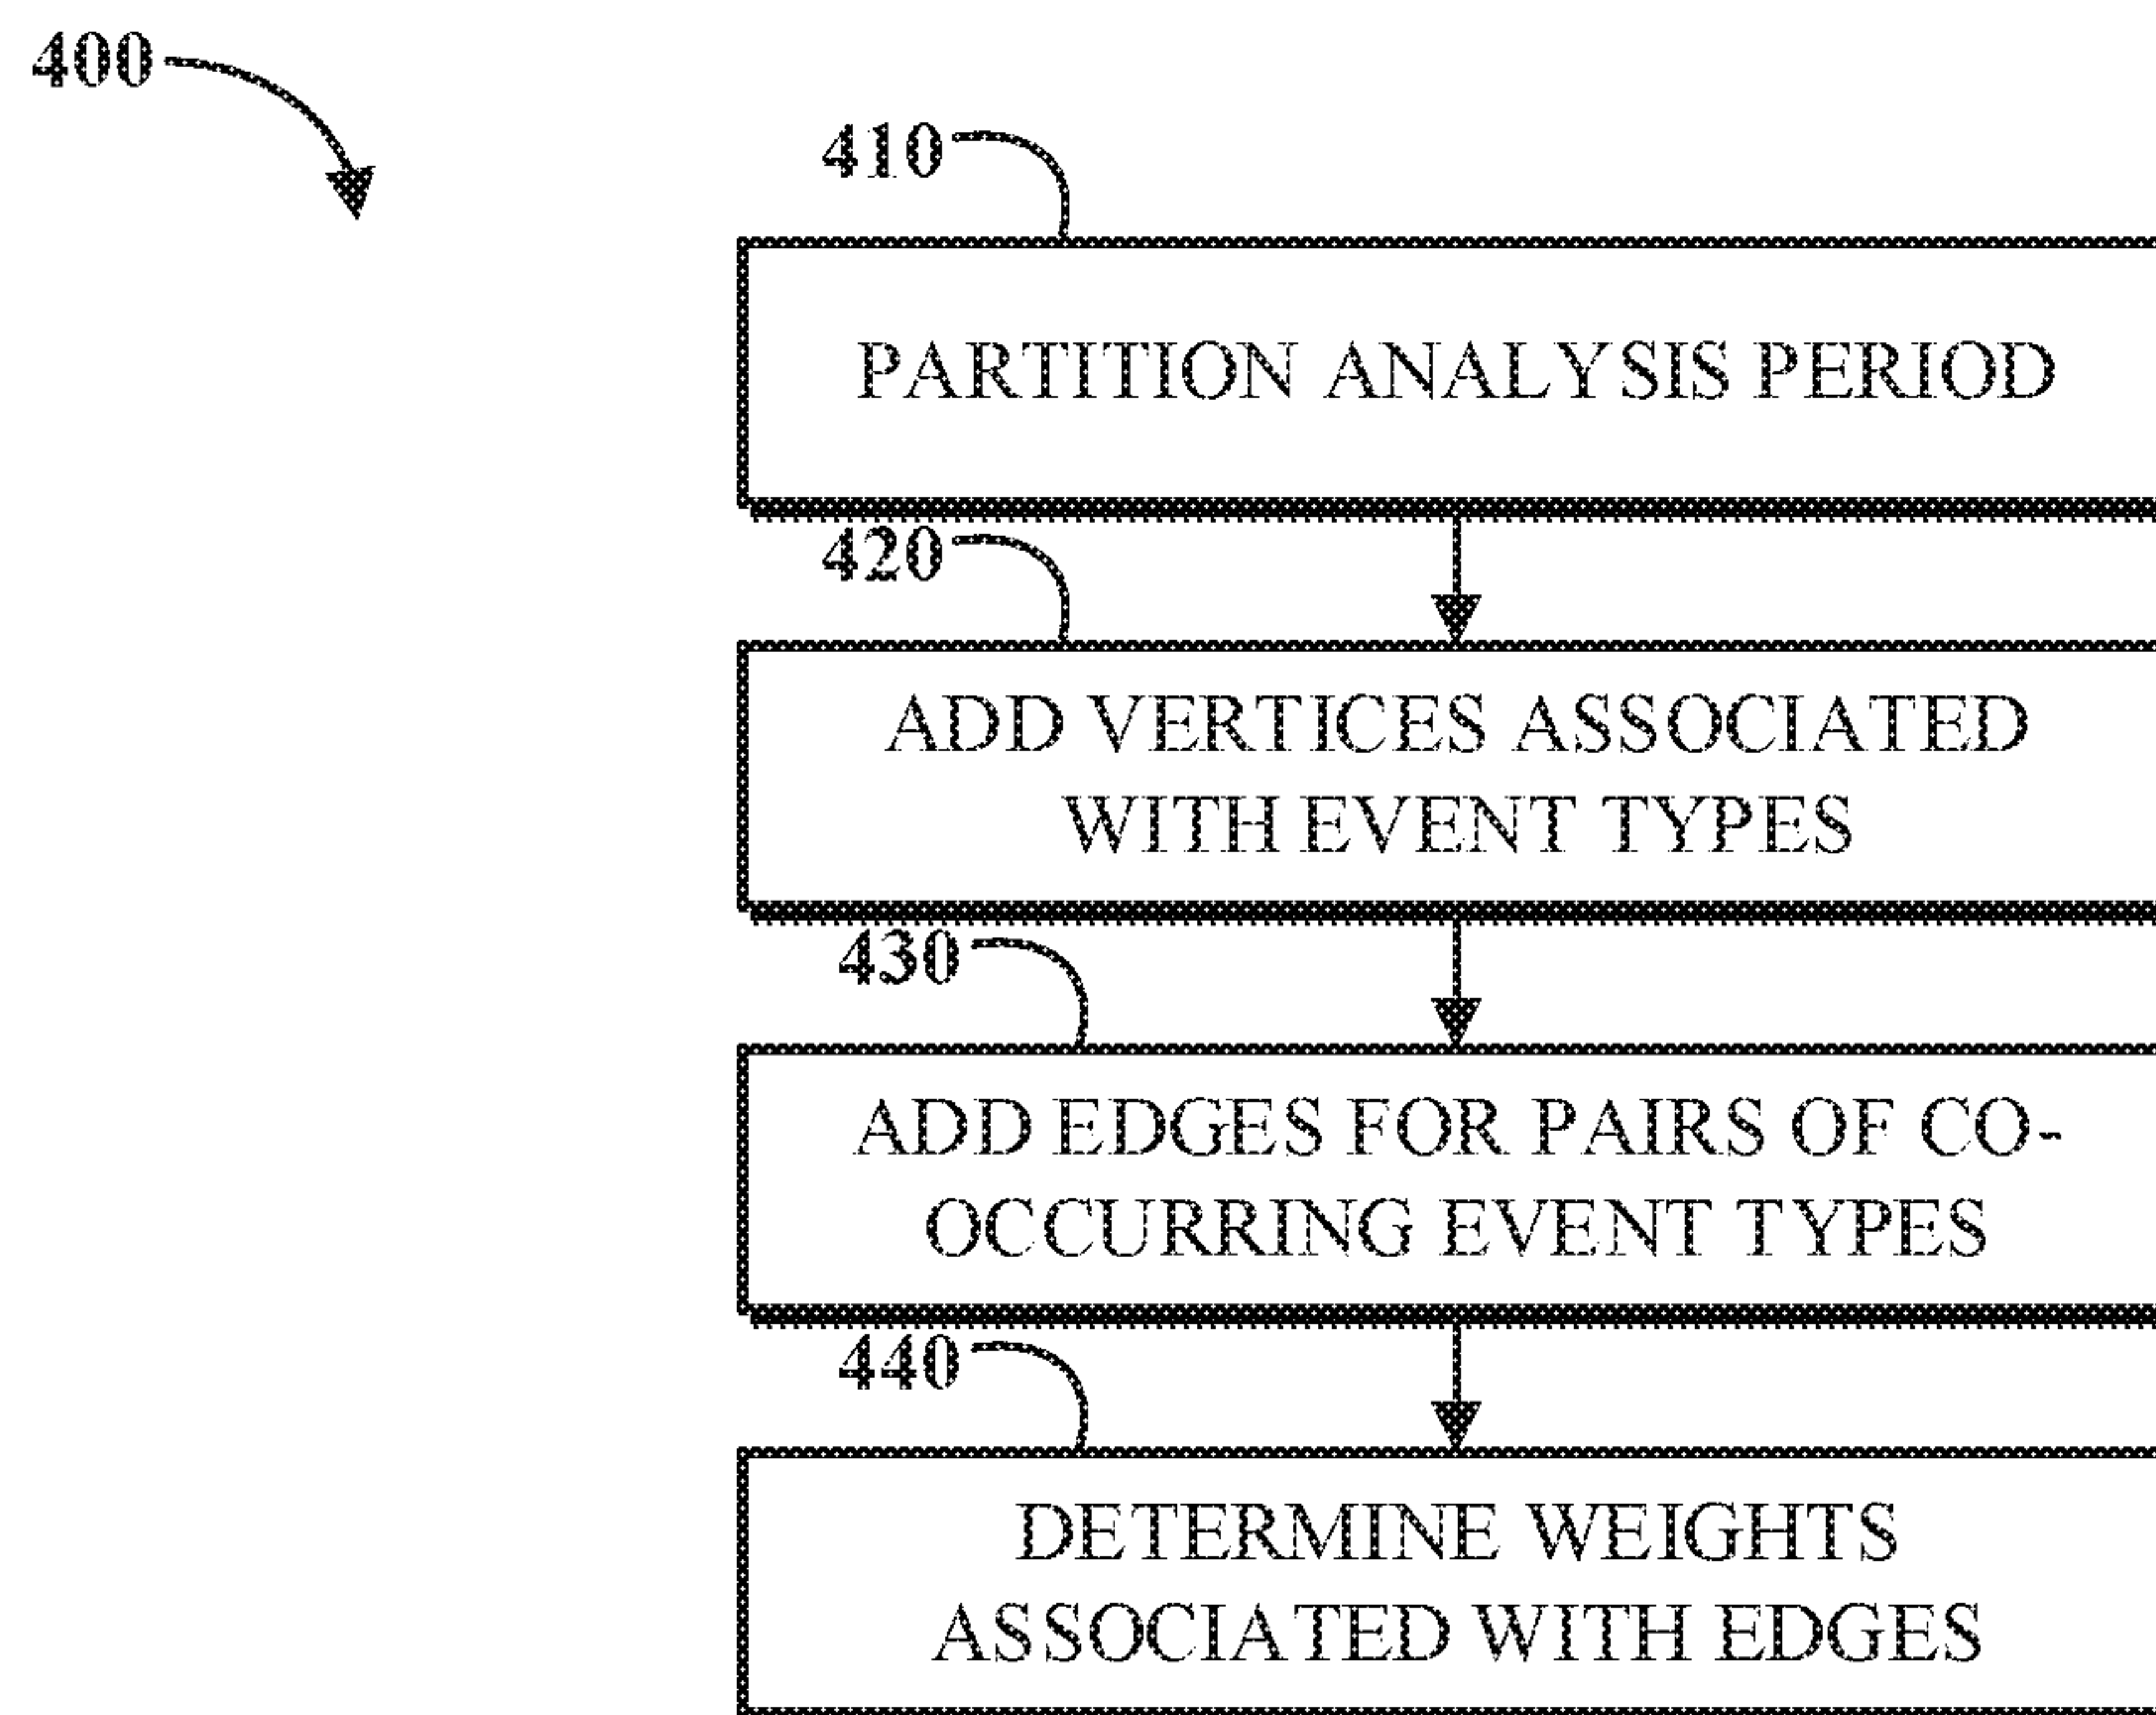 400
410
PARTITION ANALYSIS PERIOD
420
ADD VERTICES ASSOCIATED
WITH EVENT TYPES
430
ADD EDGES FOR PAIRS OF CO-
OCCURRING EVENT TYPES
440
DETERMINE WEIGHTS
ASSOCIATED WITH EDGES